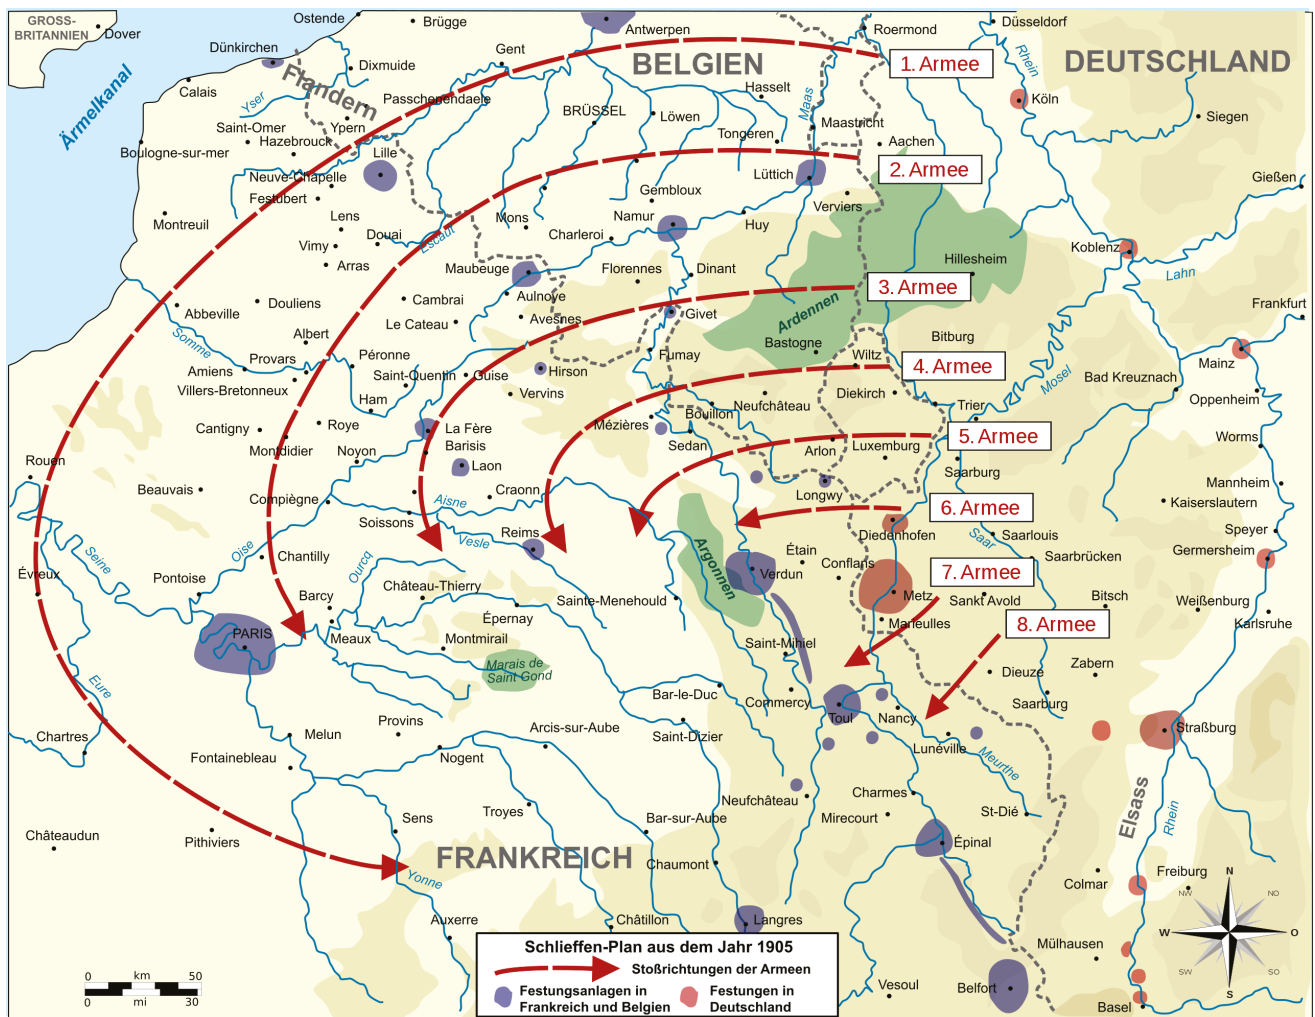 GROSS-
BRITANNIEN
Dover
Ostende
Brügge
Antwerpen
Roermond
Düsseldorf
Dünkirchen
Gent
BELGIEN
1. Armee
Rhein
DEUTSCHLAND
Dixmuide
Flandern
Calais
Ärmelkanal
Yser
Passchenendaele
Hasselt
Maas
Köln
BRÜSSEL
Löwen
Siegen
Saint-Omer
Ypern
Hazebrouck
Tongeren
Maastricht
Aachen
Boulogne-sur-mer
Lille
Neuve-Chapelle
Festubert
Lüttich
2. Armee
Gießen
Gembloux
Verviers
Montreuil
Lens
Mons
Namur
Huy
Vimy
Douai
Escaut
Charleroi
Koblenz
Arras
Maubeuge
Florennes
Dinant
Hillesheim
Lahn
Abbeville
Douliens
Cambrai
Aulnoye
3. Armee
Frankfurt
Le Cateau
Avesnes
Givet
Ardennen
Somme
Albert
Bastogne
Bitburg
Provars
Péronne
Fumay
Wiltz
Mainz
Amiens
Saint-Quentin
Guise
Hirson
4. Armee
Mosel
Bad Kreuznach
Villers-Bretonneux
Ham
Vervins
Neufchâteau
Diekirch
Trier
Oppenheim
Cantigny
Roye
La Fère
Mézières
Bouillon
Montdidier
Barisis
Sedan
Arlon
Luxemburg
5. Armee
Worms
Rouen
Noyon
Laon
Saarburg
Beauvais
Compiègne
Aisne
Craonn
Longwy
Mannheim
Kaiserslautern
6. Armee
Soissons
Reims
Vesle
Diedenhofen
Saar
Saarlouis
Speyer
Seine
Oise
Chantilly
Ourcq
Argonnen
Étain
Saarbrücken
Germersheim
Évreux
Pontoise
Château-Thierry
Verdun
Conflans
7. Armee
Barcy
Épernay
Sainte-Menehould
Metz
Sankt Avold
Bitsch
Weißenburg
PARIS
Meaux
Montmirail
Saint-Mihiel
Marieulles
8. Armee
Karlsruhe
Marais de
Saint Gond
Dieuze
Zabern
Eure
Bar-le-Duc
Commercy
Toul
Nancy
Saarburg
Chartres
Provins
Arcis-sur-Aube
Saint-Dizier
Straßburg
Melun
Lunéville
Fontainebleau
Nogent
Meurthe
Neufchâteau
Charmes
Elsass
Rhein
Troyes
Mirecourt
St-Dié
Châteaudun
Pithiviers
Sens
Bar-sur-Aube
Épinal
FRANKREICH
Chaumont
Yonne
Colmar
Freiburg
N
NW
NO
W
O
SW
SO
S
Auxerre
Châtillon
Langres
Mülhausen
Vesoul
Belfort
Basel
Schlieffen-Plan aus dem Jahr 1905
Stoßrichtungen der Armeen
Festungsanlagen in
Frankreich und Belgien
Festungen in
Deutschland
0 km 50
0 mi 30